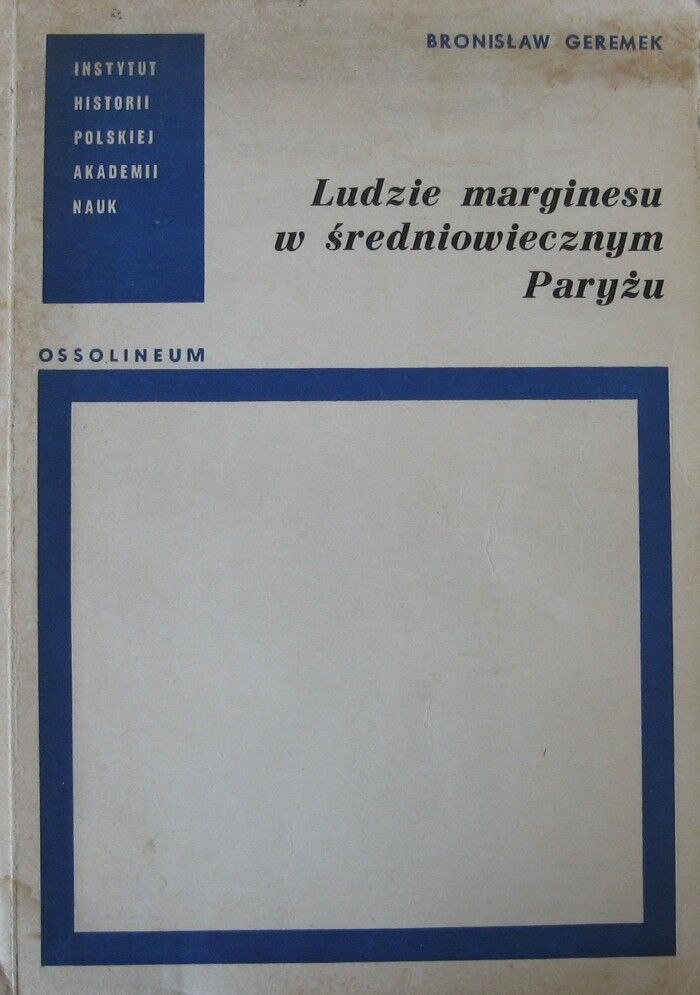 BRONISŁAW GEREMEK
INSTYTUT
HISTORII
POLSKIEJ
AKADEMII
NAUK
Ludzie marginesu
w średniowiecznym
Paryżu
OSSOLINEUM